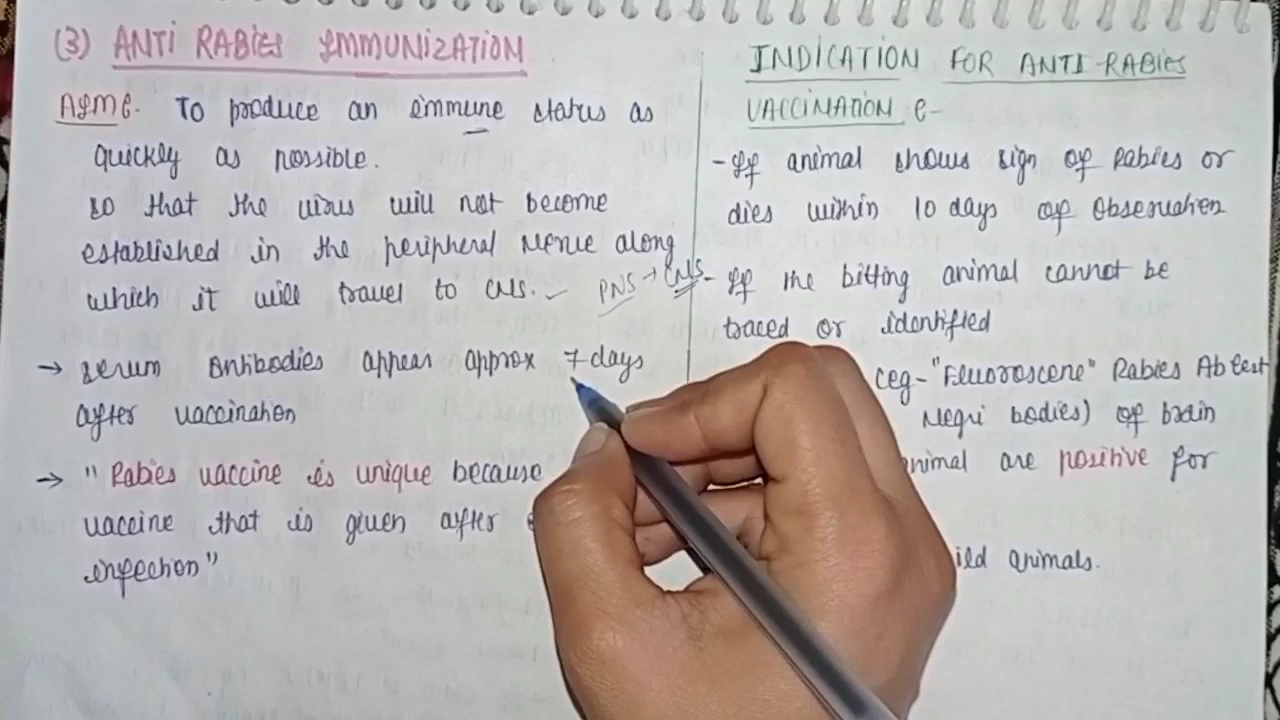 (3) ANTI RABIES IMMUNIZATION
AIM:- To produce an immune status as
quickly as possible.
so that the virus will not become
established in the peripheral nerve along
which it will travel to CNS. - PNS → CNS
→ serum antibodies appear approx 7 days
after vaccination
→ "Rabies vaccine is unique because
vaccine that is given after
infection"
INDICATION FOR ANTI-RABIES
VACCINATION :-
- If animal shows sign of Rabies or
dies within 10 days of observation
- If the bitting animal cannot be
traced or identified
(eg- "Fluoroscene" Rabies Ab test
Negri bodies) of brain
animal are positive for
animals.